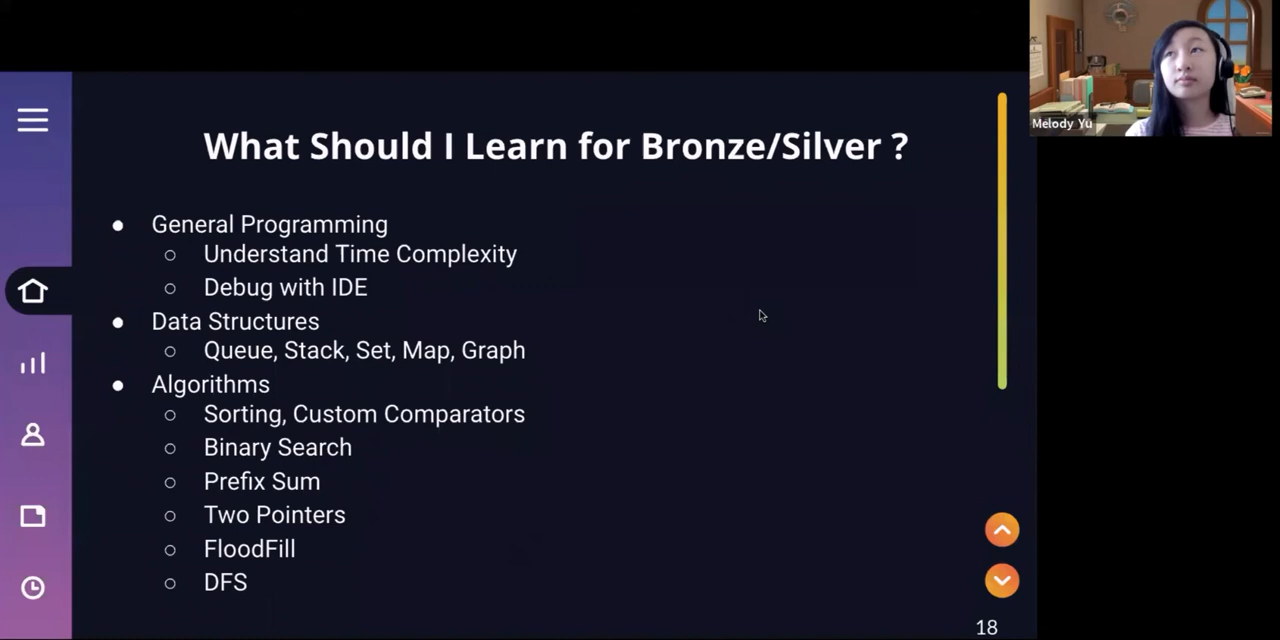 What Should I Learn for Bronze/Silver ?
General Programming
Understand Time Complexity
Debug with IDE
Data Structures
Queue, Stack, Set, Map, Graph
Algorithms
Sorting, Custom Comparators
Binary Search
Prefix Sum
Two Pointers
FloodFill
DFS
18
Melody Yu